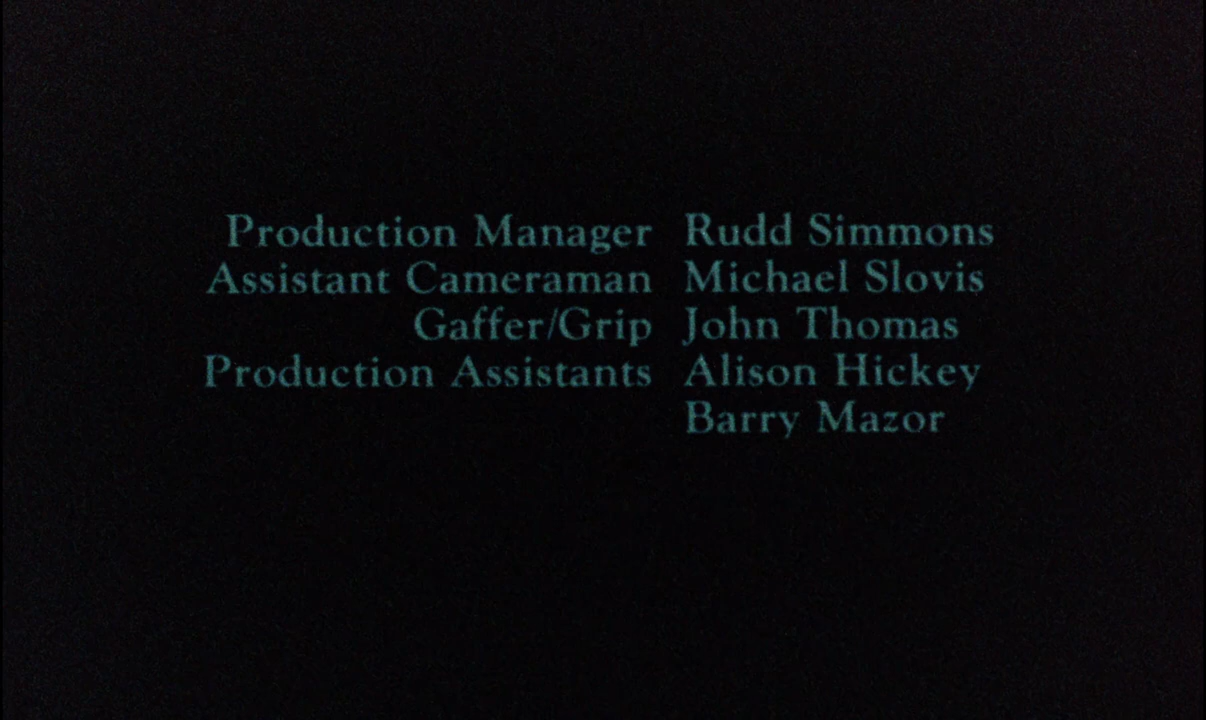 Production Manager Rudd Simmons
Assistant Cameraman Michael Slovis
Gaffer/Grip John Thomas
Production Assistants Alison Hickey
Barry Mazor